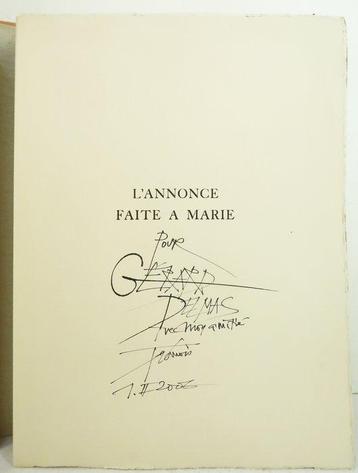 L'ANNONCE
FAITE A MARIE
Pour
GÉRARD
DELMAS
Avec mon amitié